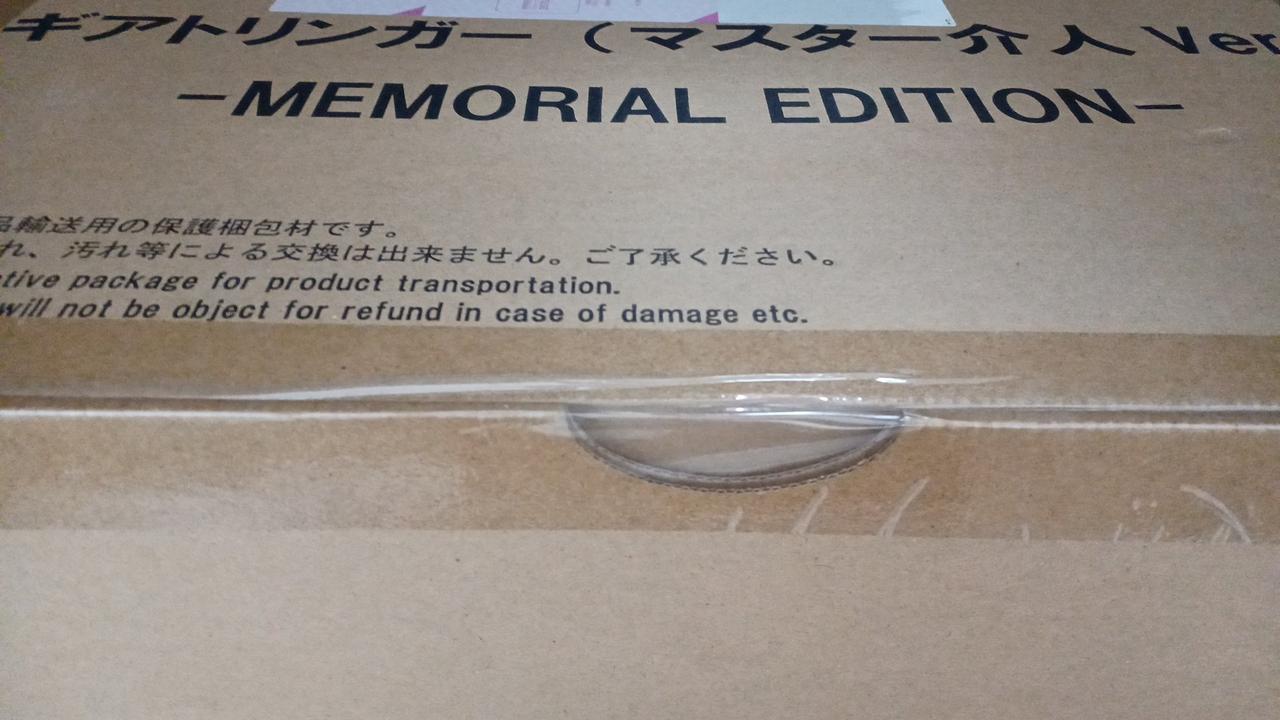 ギアトリンガー（マスター介人Ver
−MEMORIAL EDITION−
品輸送用の保護梱包材です。
れ、汚れ等による交換は出来ません。ご了承ください。
tive package for product transportation.
will not be object for refund in case of damage etc.